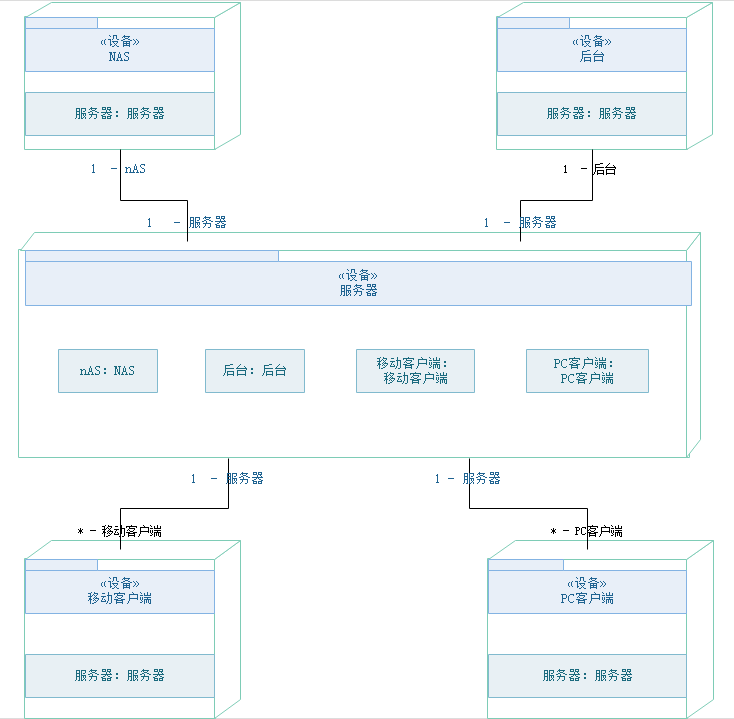 «设备»
NAS
服务器: 服务器
«设备»
后台
服务器: 服务器
1 - nAS
1 - 后台
1 - 服务器
1 - 服务器
«设备»
服务器
nAS: NAS
后台: 后台
移动客户端:
移动客户端
PC客户端:
PC客户端
1 - 服务器
1 - 服务器
* - 移动客户端
* - PC客户端
«设备»
移动客户端
服务器: 服务器
«设备»
PC客户端
服务器: 服务器